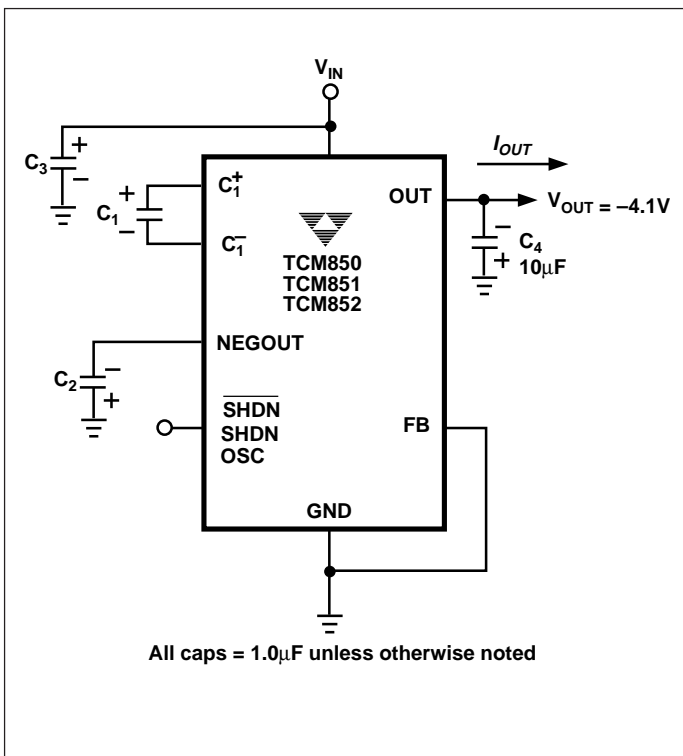 V_IN
I_OUT
C3 + −
C1 + −
C1+
C1−
OUT
V_OUT = −4.1V
− C4
+ 10µF
TCM850
TCM851
TCM852
NEGOUT
C2 − +
SHDN
SHDN
OSC
FB
GND
All caps = 1.0µF unless otherwise noted